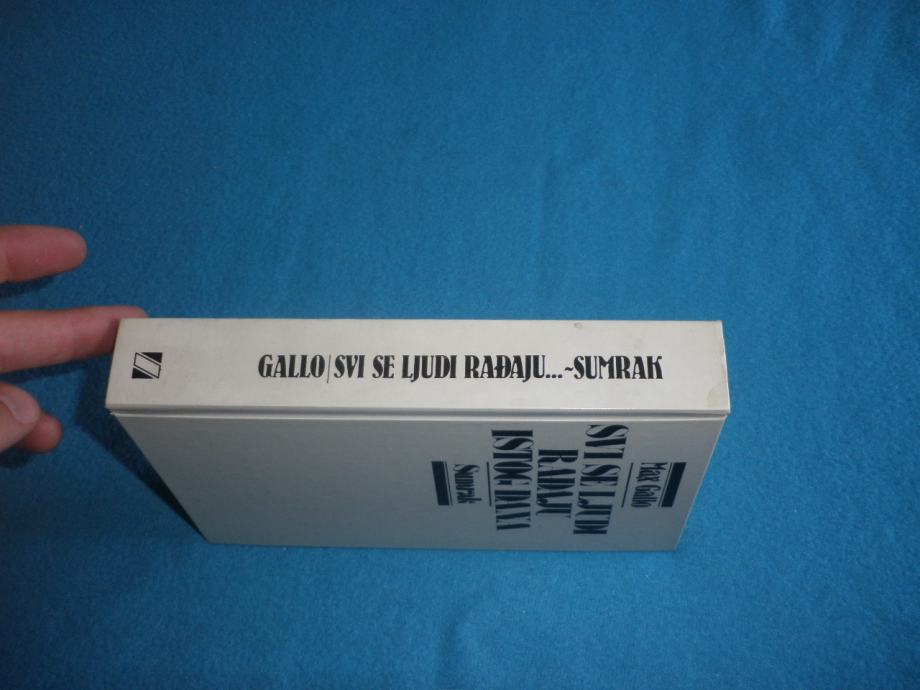 GALLO|SVI SE LJUDI RAĐAJU...~SUMRAK
Max Gallo
SVI SE LJUDI
RAĐAJU
ISTOG DANA
Sumrak